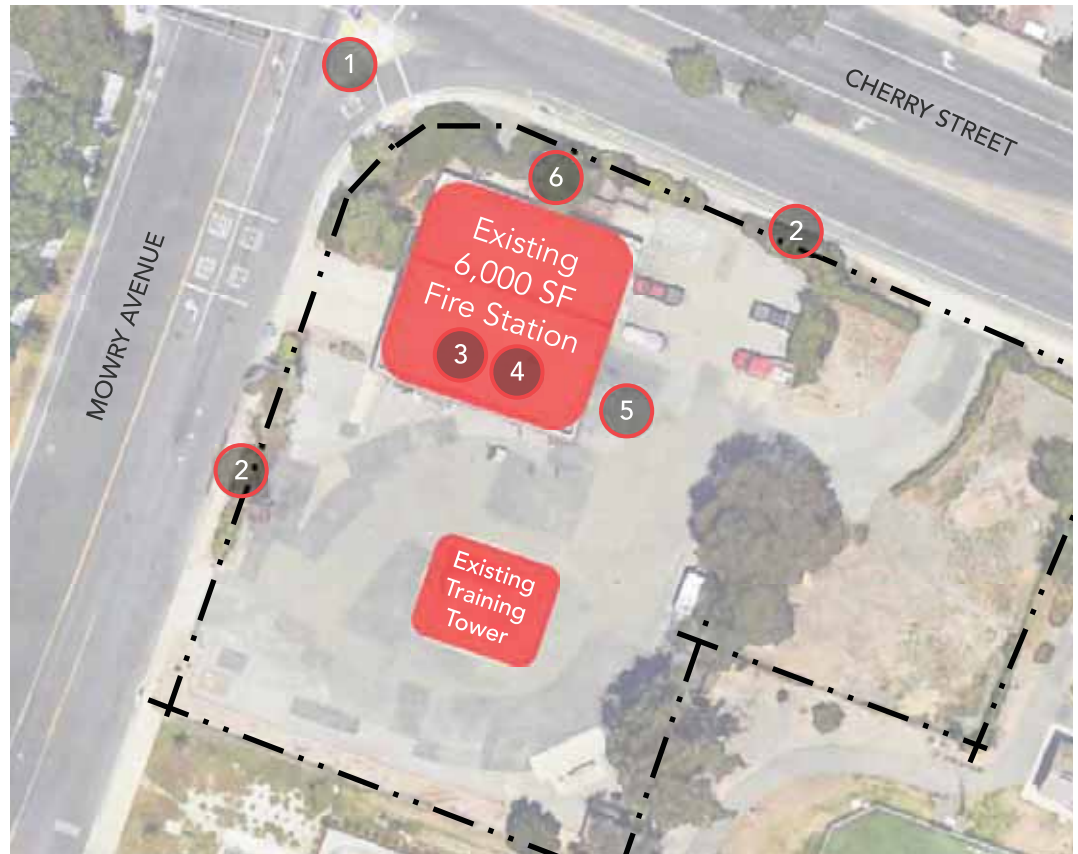 1
CHERRY STREET
6
2
Existing
6,000 SF
Fire Station
3
4
5
MOWRY AVENUE
2
Existing
Training
Tower